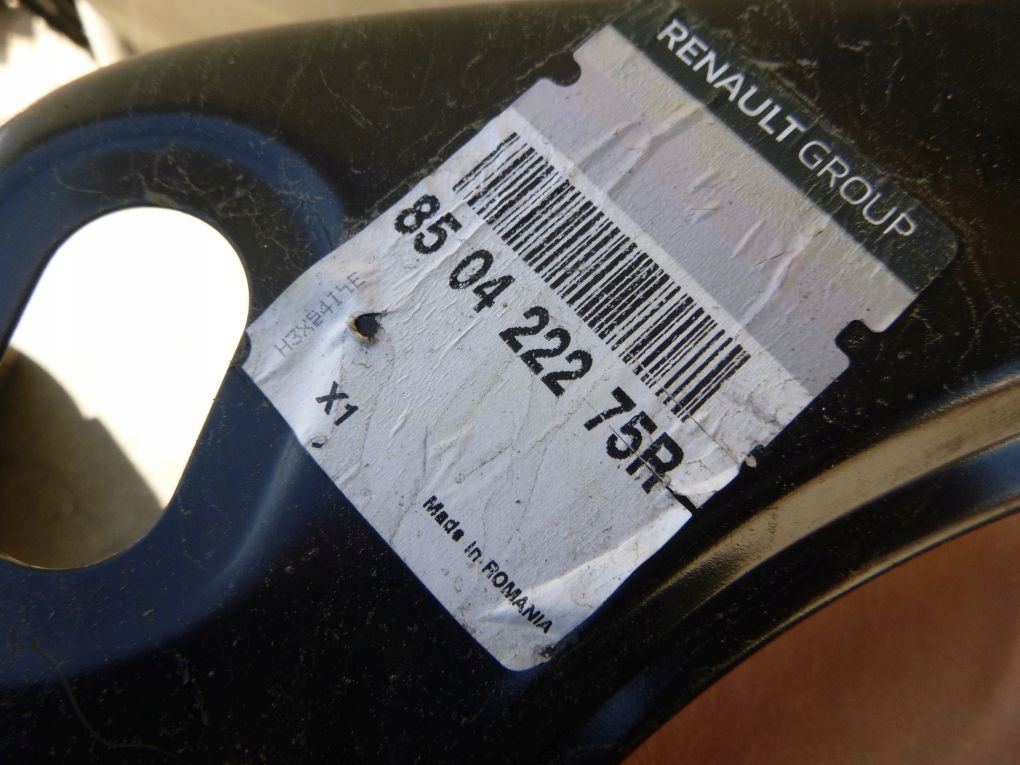 RENAULT GROUP
85 04 222 75R
X1
Made in ROMANIA